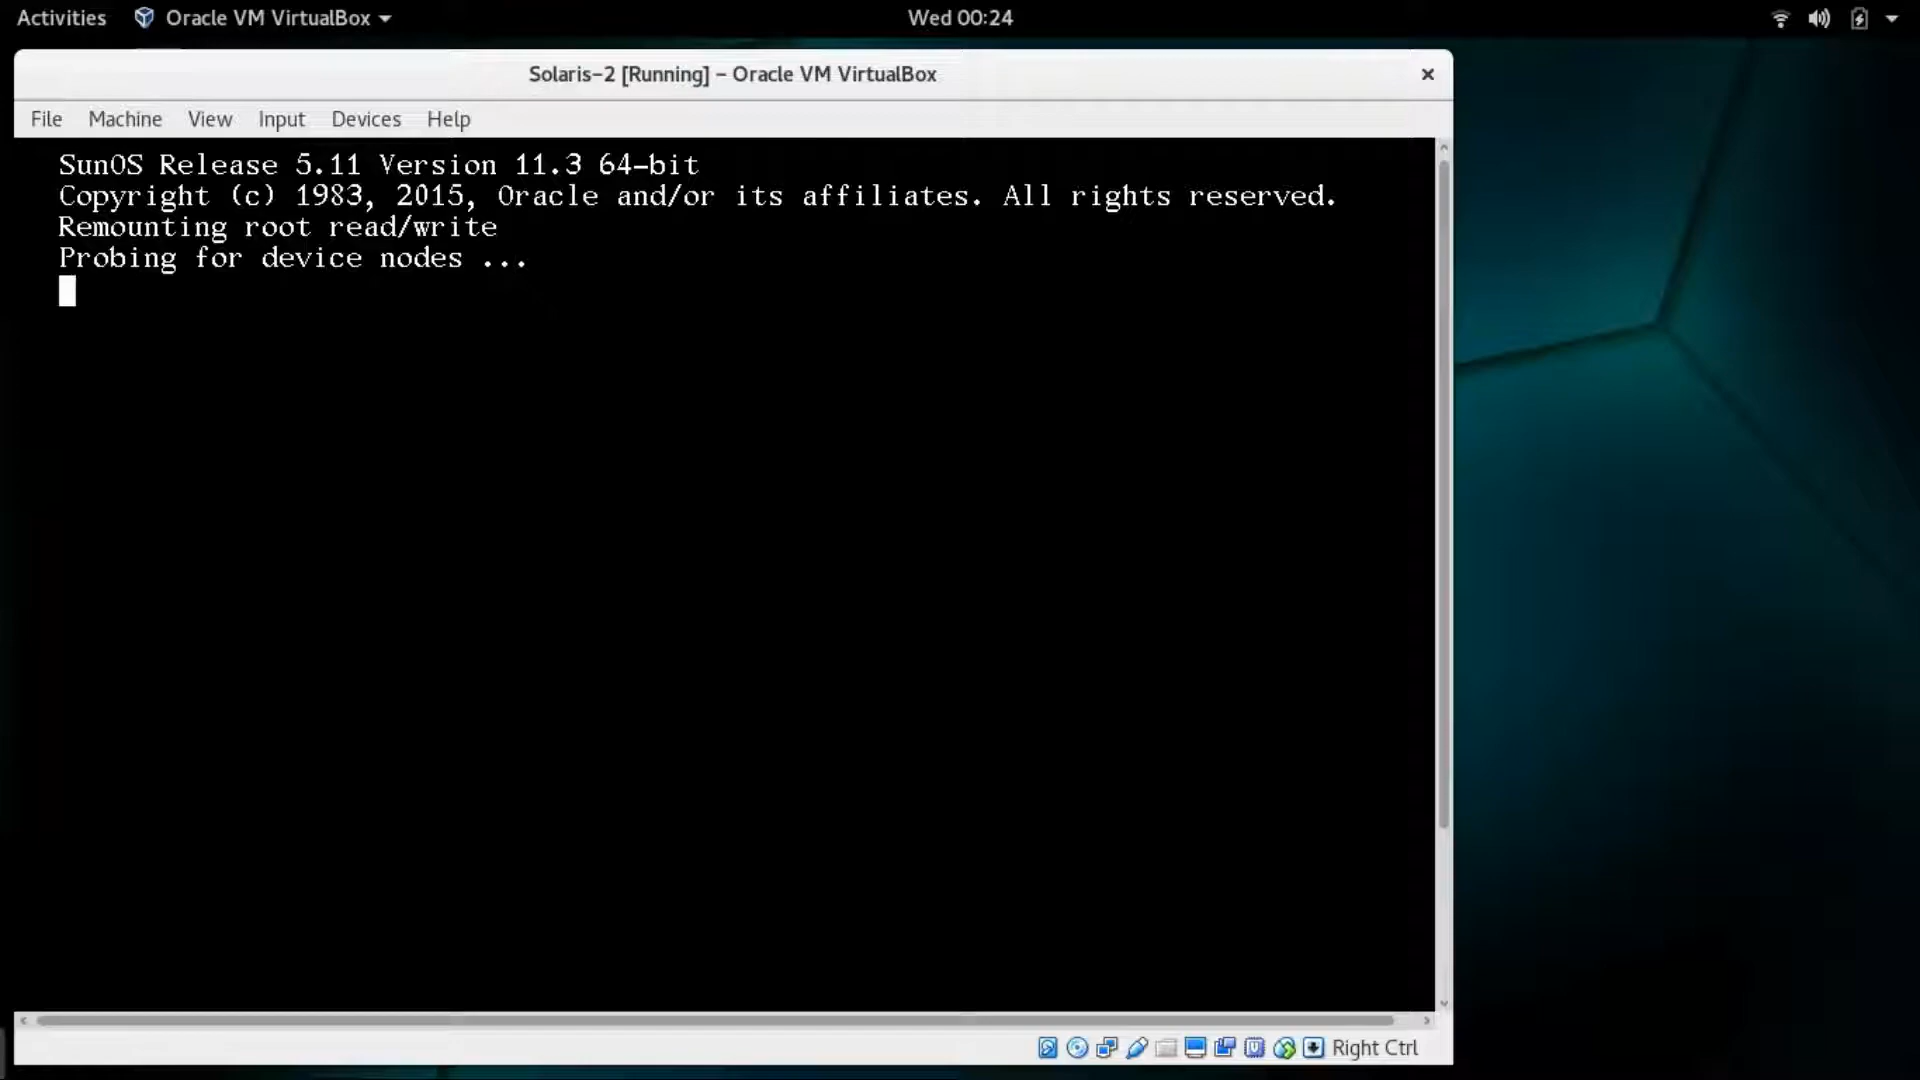 Activities Oracle VM VirtualBox Wed 00:24
Solaris-2 [Running] - Oracle VM VirtualBox
File Machine View Input Devices Help
SunOS Release 5.11 Version 11.3 64-bit
Copyright (c) 1983, 2015, Oracle and/or its affiliates. All rights reserved.
Remounting root read/write
Probing for device nodes ...
Right Ctrl